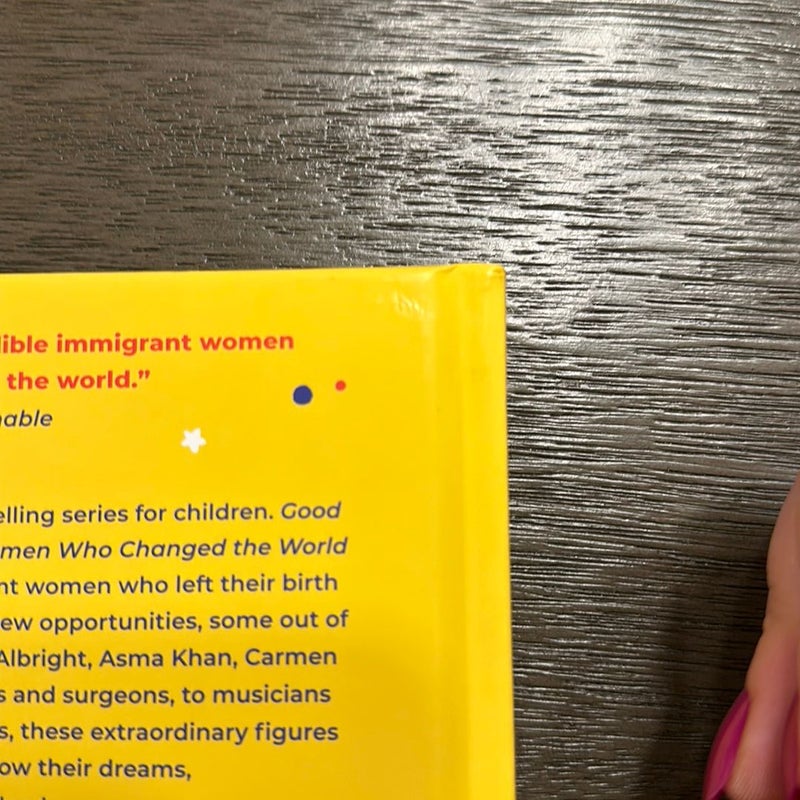 ible immigrant women
the world.”
able
elling series for children. Good
men Who Changed the World
nt women who left their birth
ew opportunities, some out of
Albright, Asma Khan, Carmen
s and surgeons, to musicians
s, these extraordinary figures
ow their dreams,